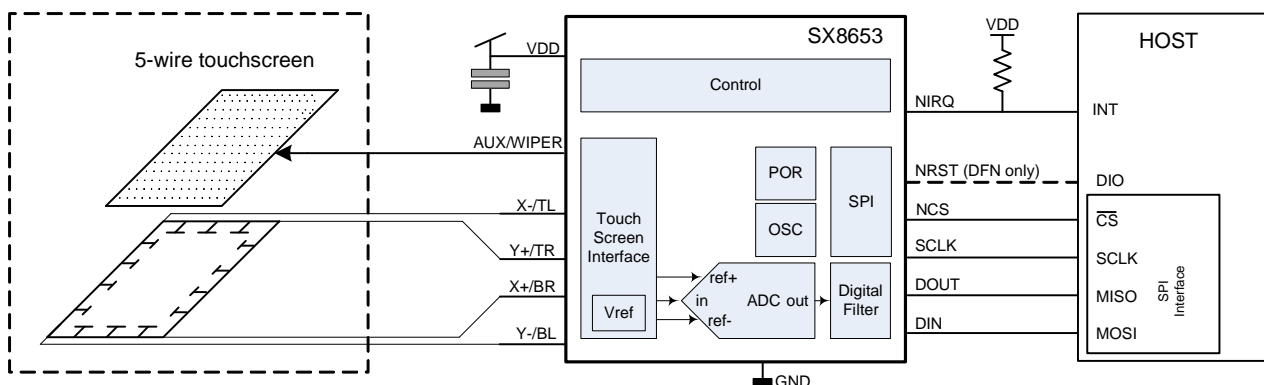 5-wire touchscreen
VDD
AUX/WIPER
X-/TL
Y+/TR
X+/BR
Y-/BL
SX8653
Control
Touch
Screen
Interface
Vref
POR
OSC
SPI
ref+
in
ref-
ADC out
Digital
Filter
GND
VDD
NIRQ
NRST (DFN only)
NCS
SCLK
DOUT
DIN
HOST
INT
DIO
CS
SCLK
MISO
MOSI
SPI
Interface